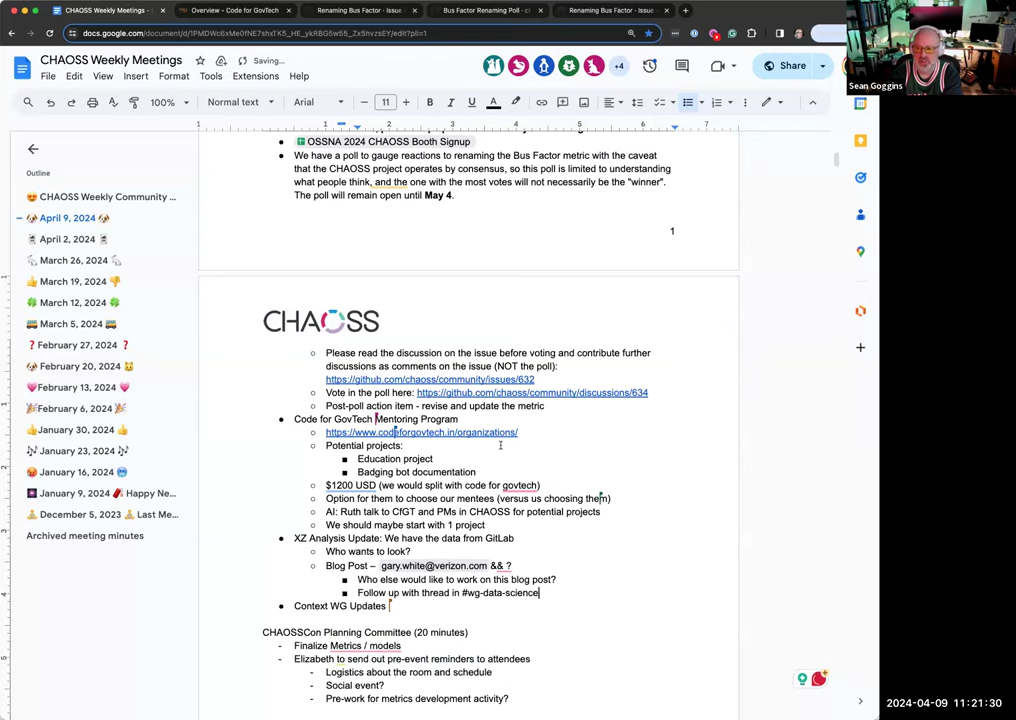 CHAOSS Weekly Meetings -
Overview - Code for GovTech
Renaming Bus Factor · Issue
Bus Factor Renaming Poll · c
Renaming Bus Factor · Issue
docs.google.com/document/d/1PMDWc6xMe0fNE7shxTK5_HE_ykRBG5w55_Zx5hvzsEY/edit?pli=1
CHAOSS Weekly Meetings
Saving...
File Edit View Insert Format Tools Extensions Help
+4
Share
100%
Normal text
Arial
11
Sean Goggins
1 1 2 3 4 5 6 7
Outline
CHAOSS Weekly Community ...
April 9, 2024
April 2, 2024
March 26, 2024
March 19, 2024
March 12, 2024
March 5, 2024
February 27, 2024
February 20, 2024
February 13, 2024
February 6, 2024
January 30, 2024
January 23, 2024
January 16, 2024
January 9, 2024 Happy Ne...
December 5, 2023 Last Me...
Archived meeting minutes
OSSNA 2024 CHAOSS Booth Signup
We have a poll to gauge reactions to renaming the Bus Factor metric with the caveat
that the CHAOSS project operates by consensus, so this poll is limited to understanding
what people think, and the one with the most votes will not necessarily be the "winner".
The poll will remain open until May 4.
1
CHAOSS
Please read the discussion on the issue before voting and contribute further
discussions as comments on the issue (NOT the poll):
https://github.com/chaoss/community/issues/632
Vote in the poll here: https://github.com/chaoss/community/discussions/634
Post-poll action item - revise and update the metric
Code for GovTech Mentoring Program
https://www.codeforgovtech.in/organizations/
Potential projects:
Education project
Badging bot documentation
$1200 USD (we would split with code for govtech)
Option for them to choose our mentees (versus us choosing them)
AI: Ruth talk to CfGT and PMs in CHAOSS for potential projects
We should maybe start with 1 project
XZ Analysis Update: We have the data from GitLab
Who wants to look?
Blog Post – gary.white@verizon.com && ?
Who else would like to work on this blog post?
Follow up with thread in #wg-data-science
Context WG Updates
CHAOSSCon Planning Committee (20 minutes)
- Finalize Metrics / models
- Elizabeth to send out pre-event reminders to attendees
- Logistics about the room and schedule
- Social event?
- Pre-work for metrics development activity?
2024-04-09 11:21:30